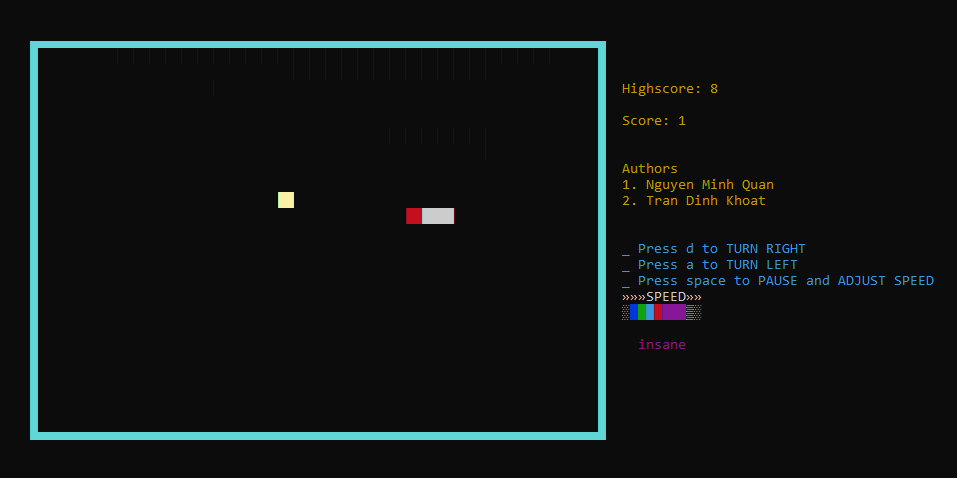 Highscore: 8
Score: 1
Authors
1. Nguyen Minh Quan
2. Tran Dinh Khoat
_ Press d to TURN RIGHT
_ Press a to TURN LEFT
_ Press space to PAUSE and ADJUST SPEED
»»»SPEED»»
insane